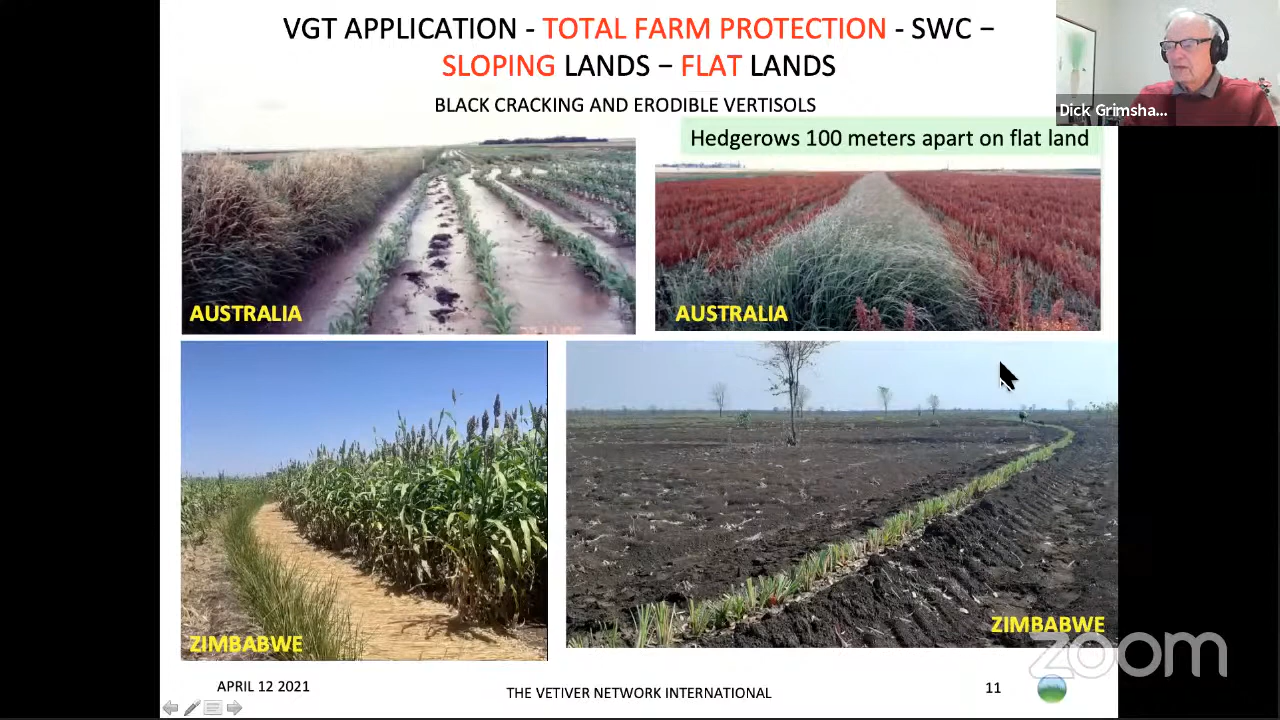 VGT APPLICATION - TOTAL FARM PROTECTION - SWC –
SLOPING LANDS – FLAT LANDS
BLACK CRACKING AND ERODIBLE VERTISOLS
Dick Grimsha...
Hedgerows 100 meters apart on flat land
AUSTRALIA
AUSTRALIA
ZIMBABWE
ZIMBABWE
zoom
APRIL 12 2021
THE VETIVER NETWORK INTERNATIONAL
11